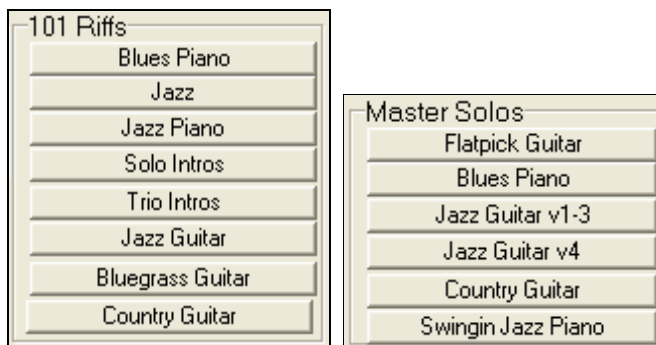 101 Riffs
Blues Piano
Jazz
Jazz Piano
Solo Intros
Trio Intros
Jazz Guitar
Bluegrass Guitar
Country Guitar
Master Solos
Flatpick Guitar
Blues Piano
Jazz Guitar v1-3
Jazz Guitar v4
Country Guitar
Swingin Jazz Piano